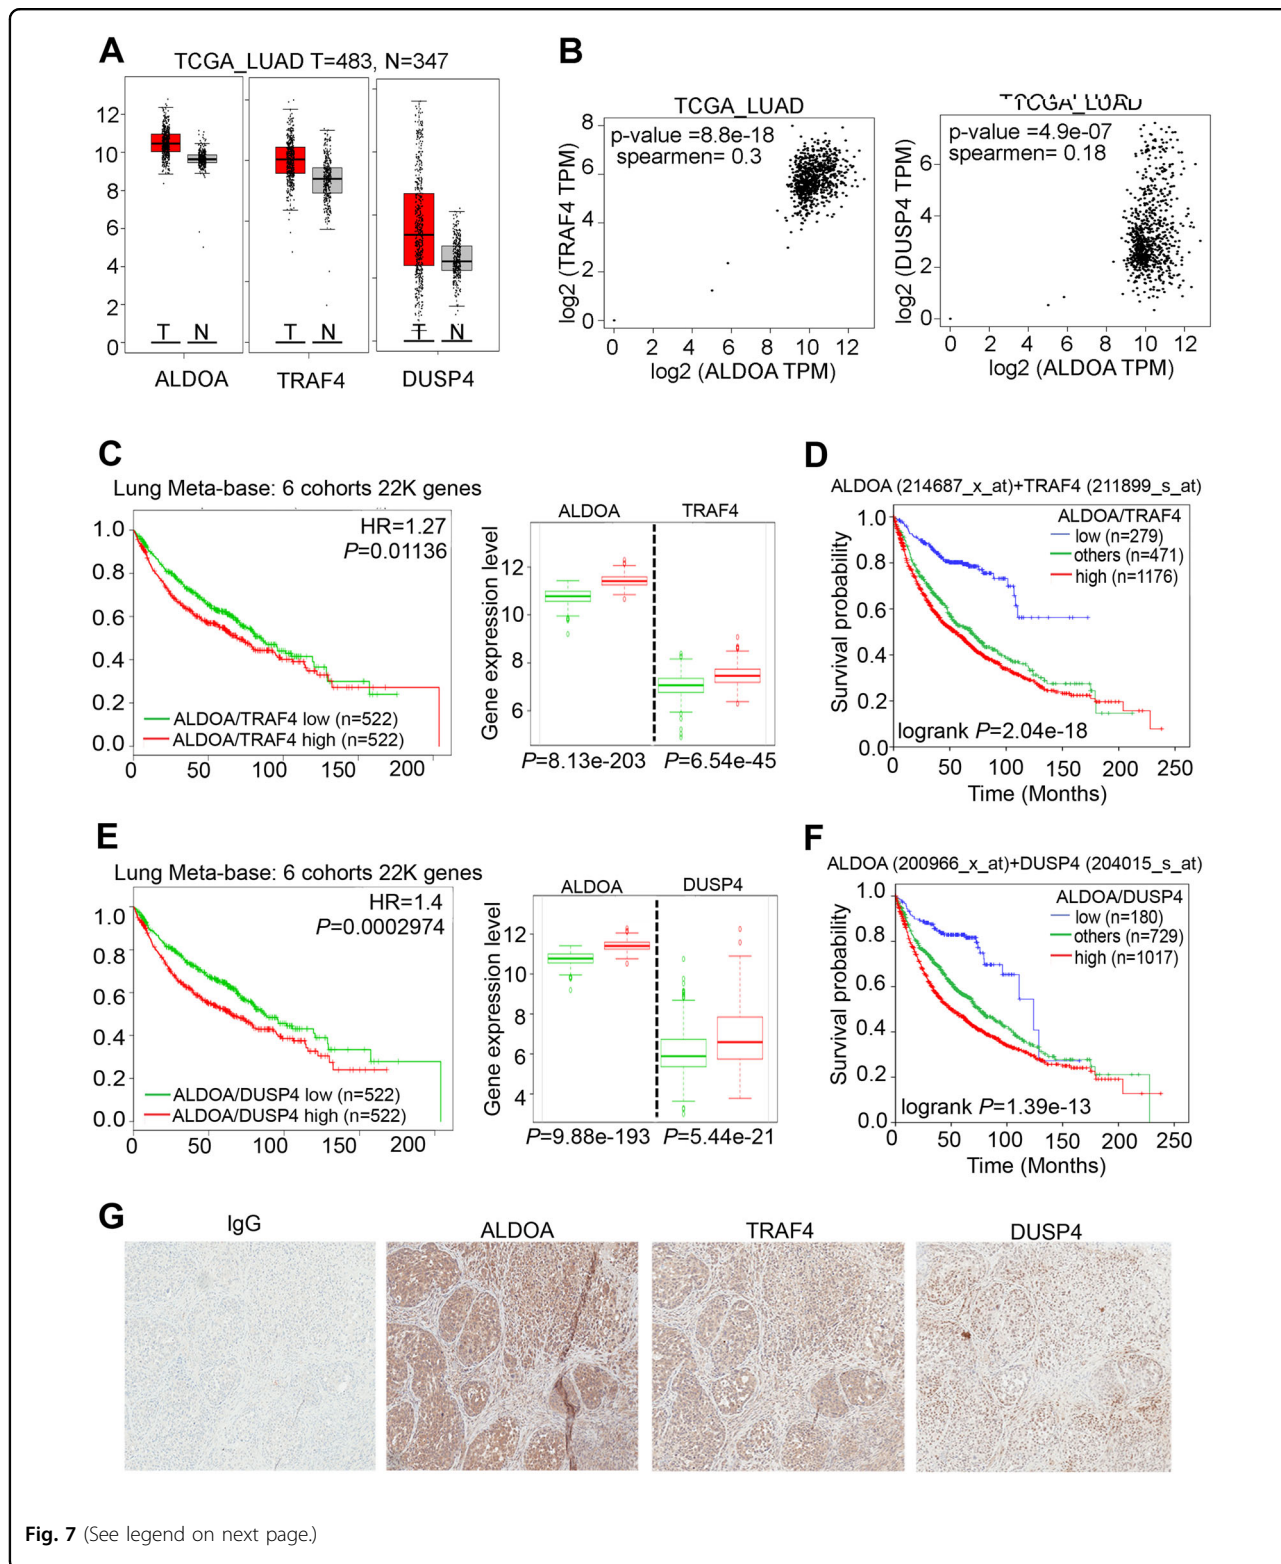 A
TCGA_LUAD T=483, N=347
12
10
8
6
4
2
0
T N
T N
T N
ALDOA
TRAF4
DUSP4
B
TCGA_LUAD
p-value =8.8e-18
spearmen= 0.3
log2 (TRAF4 TPM)
8
6
4
2
0
0 2 4 6 8 10 12
log2 (ALDOA TPM)
TCGA_LUAD
p-value =4.9e-07
spearmen= 0.18
log2 (DUSP4 TPM)
6
4
2
0
0 2 4 6 8 10 12
log2 (ALDOA TPM)
C
Lung Meta-base: 6 cohorts 22K genes
HR=1.27
P=0.01136
1.0
0.8
0.6
0.4
0.2
0.0
ALDOA/TRAF4 low (n=522)
ALDOA/TRAF4 high (n=522)
0 50 100 150 200
ALDOA
TRAF4
Gene expression level
12
10
8
6
P=8.13e-203
P=6.54e-45
D
ALDOA (214687_x_at)+TRAF4 (211899_s_at)
ALDOA/TRAF4
low (n=279)
others (n=471)
high (n=1176)
Survival probability
1.0
0.8
0.6
0.4
0.2
0.0
logrank P=2.04e-18
0 50 100 150 200 250
Time (Months)
E
Lung Meta-base: 6 cohorts 22K genes
HR=1.4
P=0.0002974
1.0
0.8
0.6
0.4
0.2
0.0
ALDOA/DUSP4 low (n=522)
ALDOA/DUSP4 high (n=522)
0 50 100 150 200
ALDOA
DUSP4
Gene expression level
12
10
8
6
4
P=9.88e-193
P=5.44e-21
F
ALDOA (200966_x_at)+DUSP4 (204015_s_at)
ALDOA/DUSP4
low (n=180)
others (n=729)
high (n=1017)
Survival probability
1.0
0.8
0.6
0.4
0.2
0.0
logrank P=1.39e-13
0 50 100 150 200 250
Time (Months)
G
IgG
ALDOA
TRAF4
DUSP4
Fig. 7 (See legend on next page.)